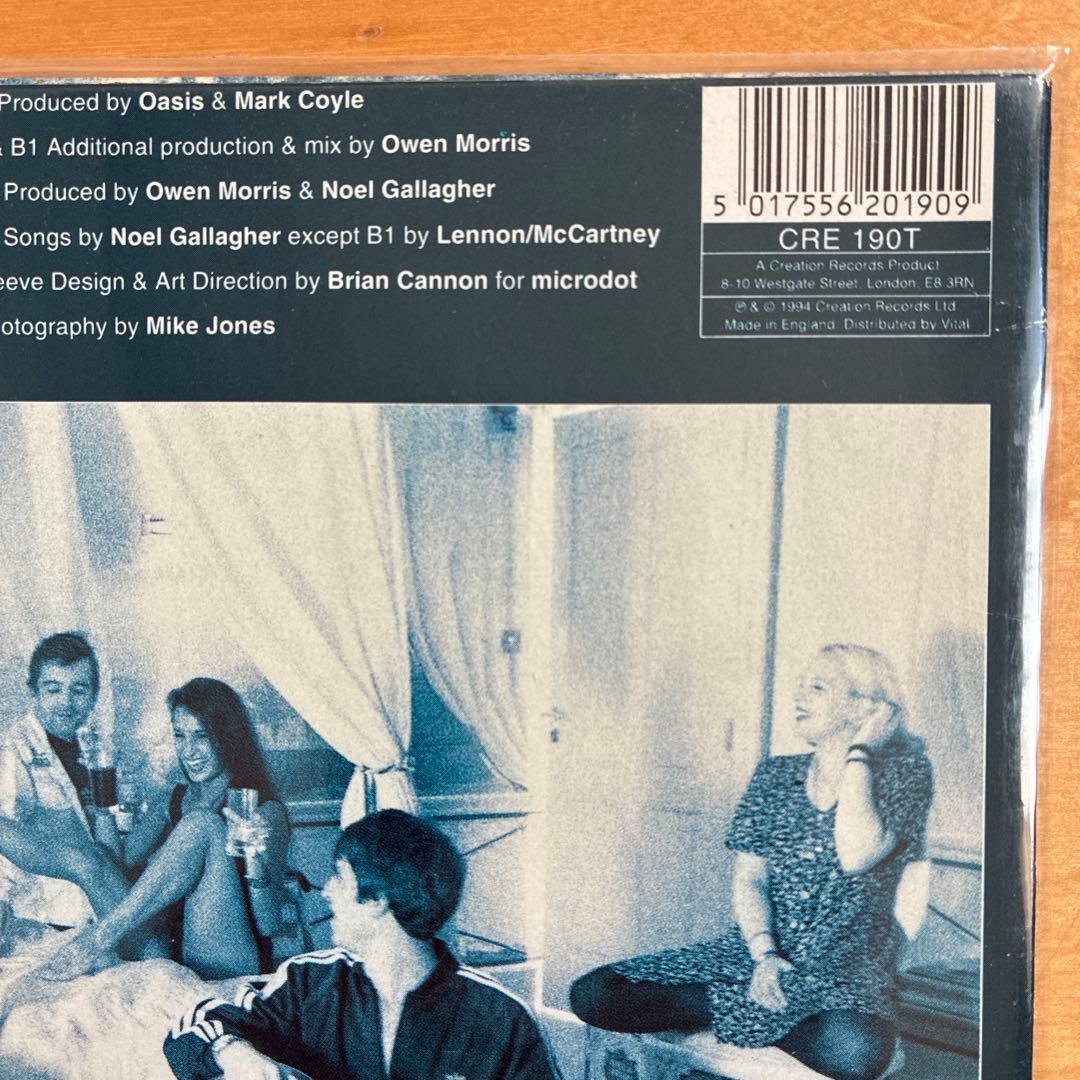 Produced by Oasis & Mark Coyle
& B1 Additional production & mix by Owen Morris
Produced by Owen Morris & Noel Gallagher
Songs by Noel Gallagher except B1 by Lennon/McCartney
eeve Design & Art Direction by Brian Cannon for microdot
otography by Mike Jones
5 017556 201909
CRE 190T
A Creation Records Product
8-10 Westgate Street. London. E8 3RN
℗ & © 1994 Creation Records Ltd
Made in England. Distributed by Vital